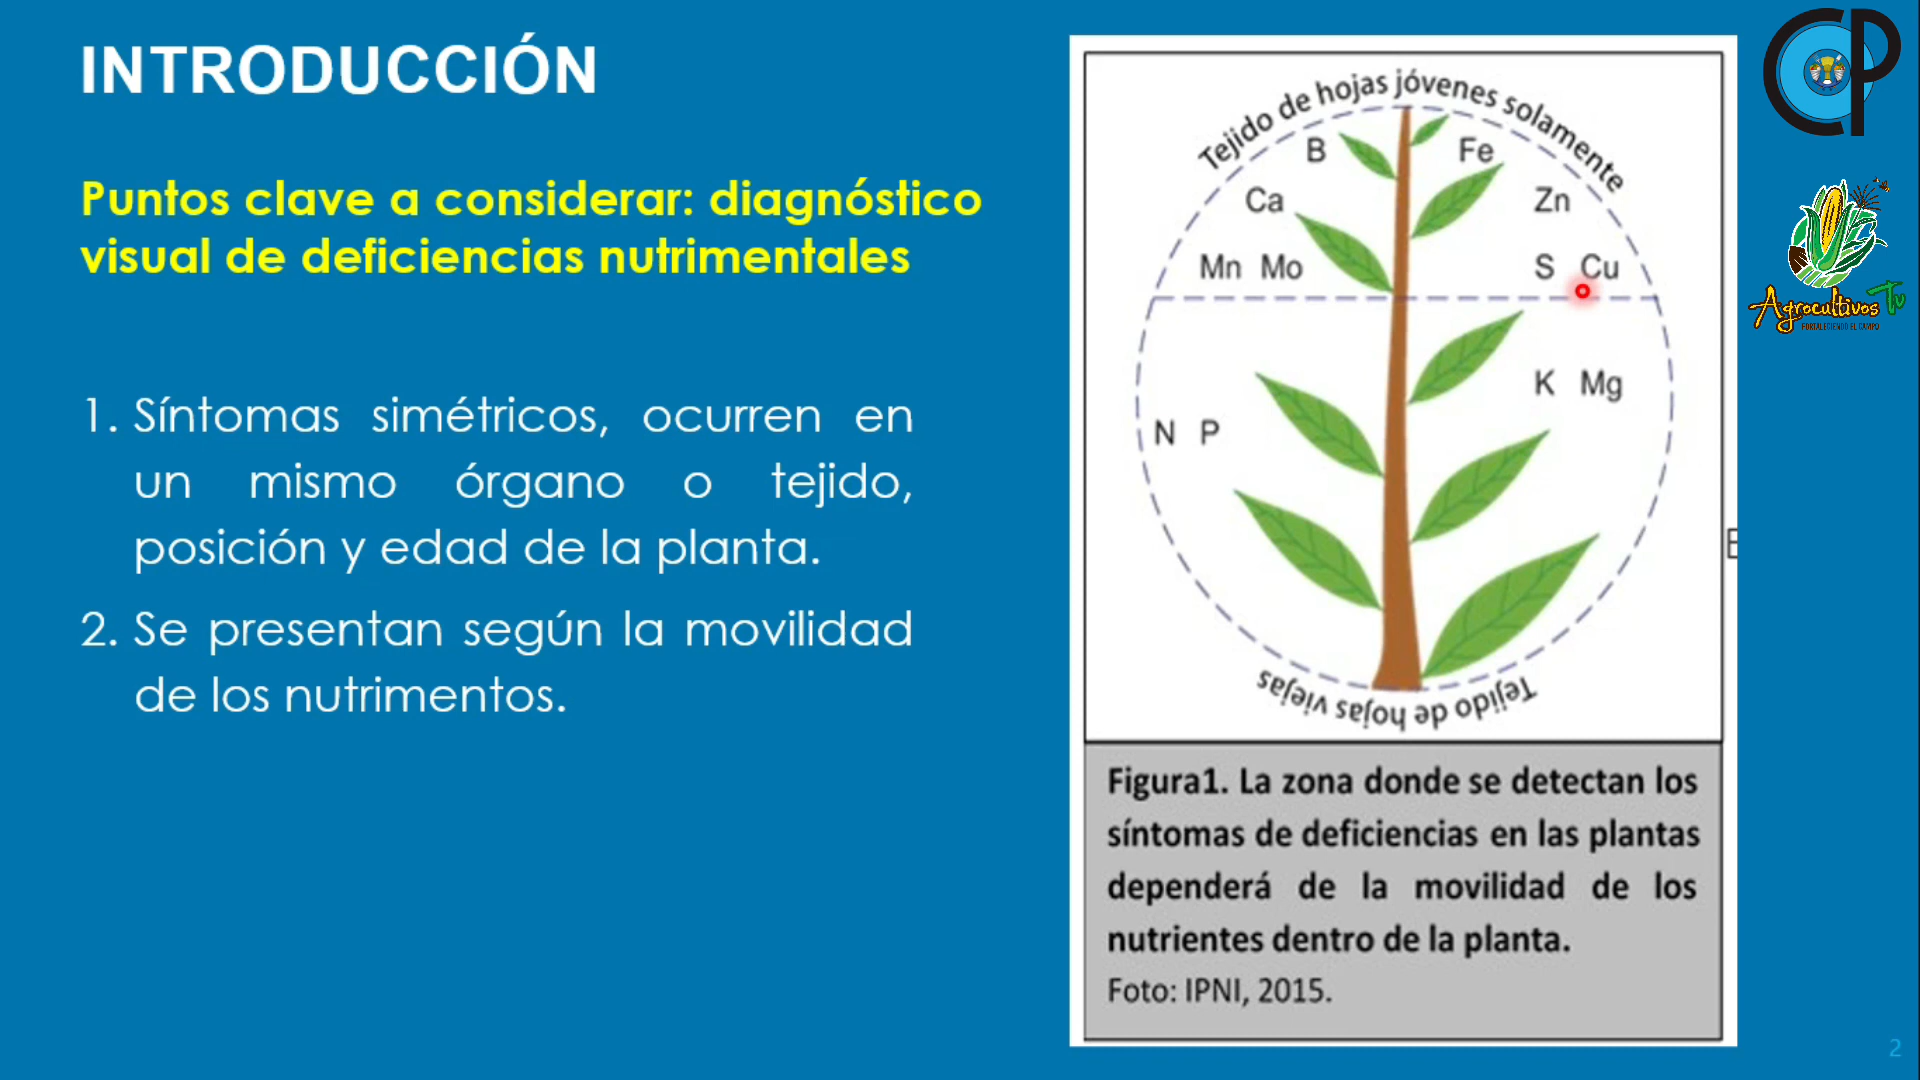 INTRODUCCIÓN
Puntos clave a considerar: diagnóstico
visual de deficiencias nutrimentales
1. Síntomas simétricos, ocurren en
un mismo órgano o tejido,
posición y edad de la planta.
2. Se presentan según la movilidad
de los nutrimentos.
Tejido de hojas jóvenes solamente
B
Fe
Ca
Zn
Mn Mo
S Cu
K Mg
N P
Tejido de hojas viejas
Figura1. La zona donde se detectan los
síntomas de deficiencias en las plantas
dependerá de la movilidad de los
nutrientes dentro de la planta.
Foto: IPNI, 2015.
CP
Agrocultivos Tv
FORTALECIENDO EL CAMPO
2